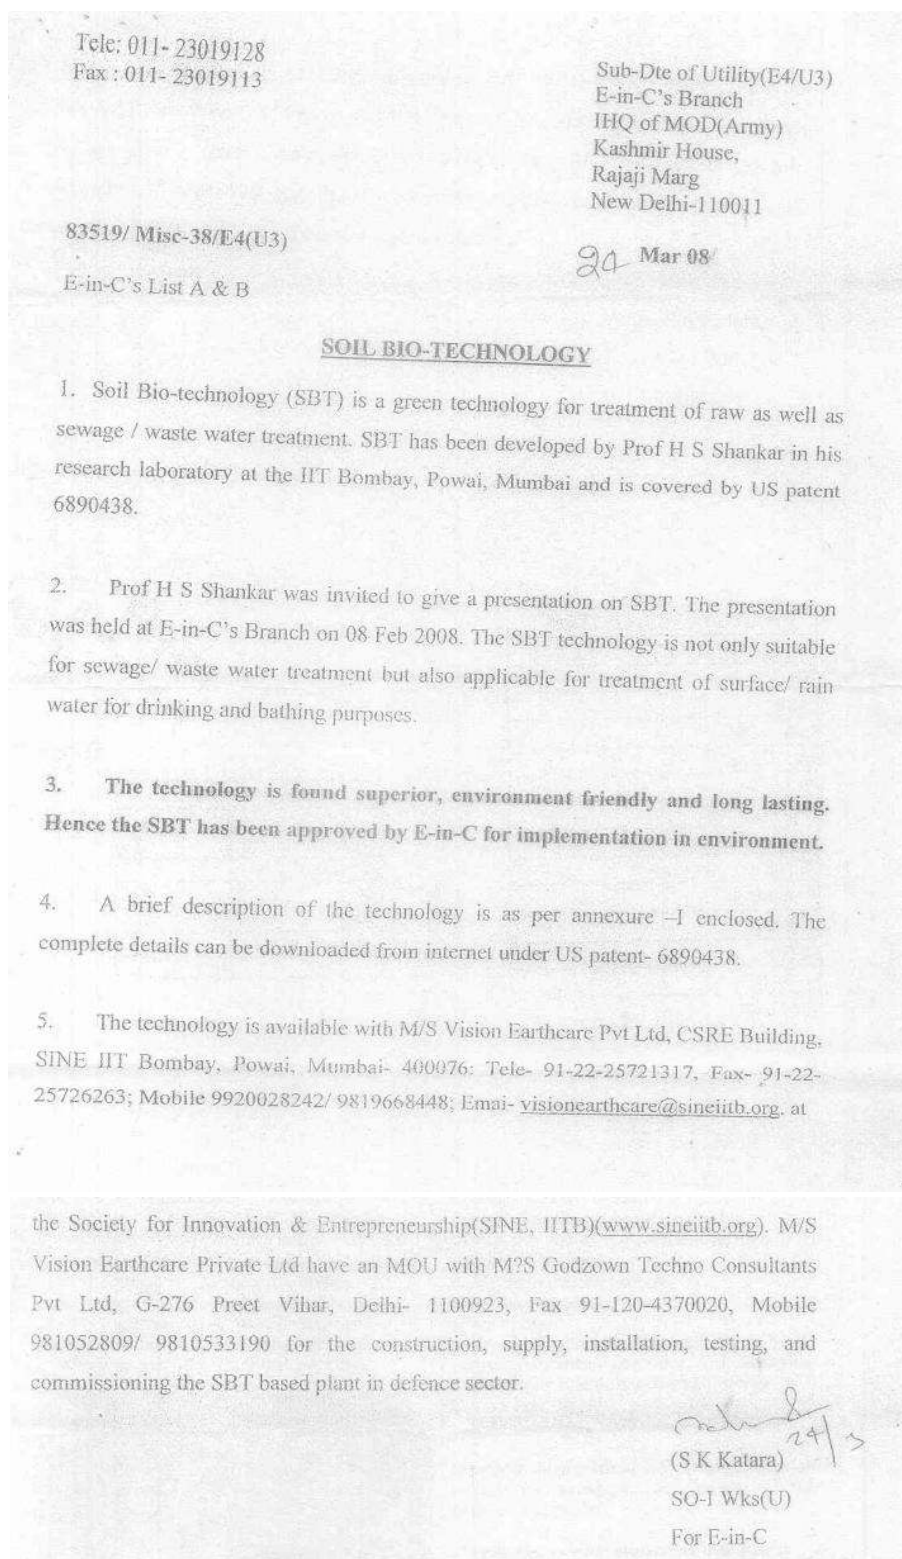 Tele: 011- 23019128
Fax : 011- 23019113
Sub-Dte of Utility(E4/U3)
E-in-C's Branch
IHQ of MOD(Army)
Kashmir House,
Rajaji Marg
New Delhi-110011
83519/ Misc-38/E4(U3)
Mar 08
E-in-C's List A & B
SOIL BIO-TECHNOLOGY
1. Soil Bio-technology (SBT) is a green technology for treatment of raw as well as
sewage / waste water treatment. SBT has been developed by Prof H S Shankar in his
research laboratory at the IIT Bombay, Powai, Mumbai and is covered by US patent
6890438.
2. Prof H S Shankar was invited to give a presentation on SBT. The presentation
was held at E-in-C's Branch on 08 Feb 2008. The SBT technology is not only suitable
for sewage/ waste water treatment but also applicable for treatment of surface/ rain
water for drinking and bathing purposes.
3. The technology is found superior, environment friendly and long lasting.
Hence the SBT has been approved by E-in-C for implementation in environment.
4. A brief description of the technology is as per annexure –I enclosed. The
complete details can be downloaded from internet under US patent- 6890438.
5. The technology is available with M/S Vision Earthcare Pvt Ltd, CSRE Building,
SINE IIT Bombay, Powai, Mumbai- 400076: Tele- 91-22-25721317, Fax- 91-22-
25726263; Mobile 9920028242/ 9819668448; Emai- visionearthcare@sineiitb.org. at
the Society for Innovation & Entrepreneurship(SINE, IITB)(www.sineiitb.org). M/S
Vision Earthcare Private Ltd have an MOU with M?S Godzown Techno Consultants
Pvt Ltd, G-276 Preet Vihar, Delhi- 1100923, Fax 91-120-4370020, Mobile
981052809/ 9810533190 for the construction, supply, installation, testing, and
commissioning the SBT based plant in defence sector.
24/3
(S K Katara)
SO-I Wks(U)
For E-in-C